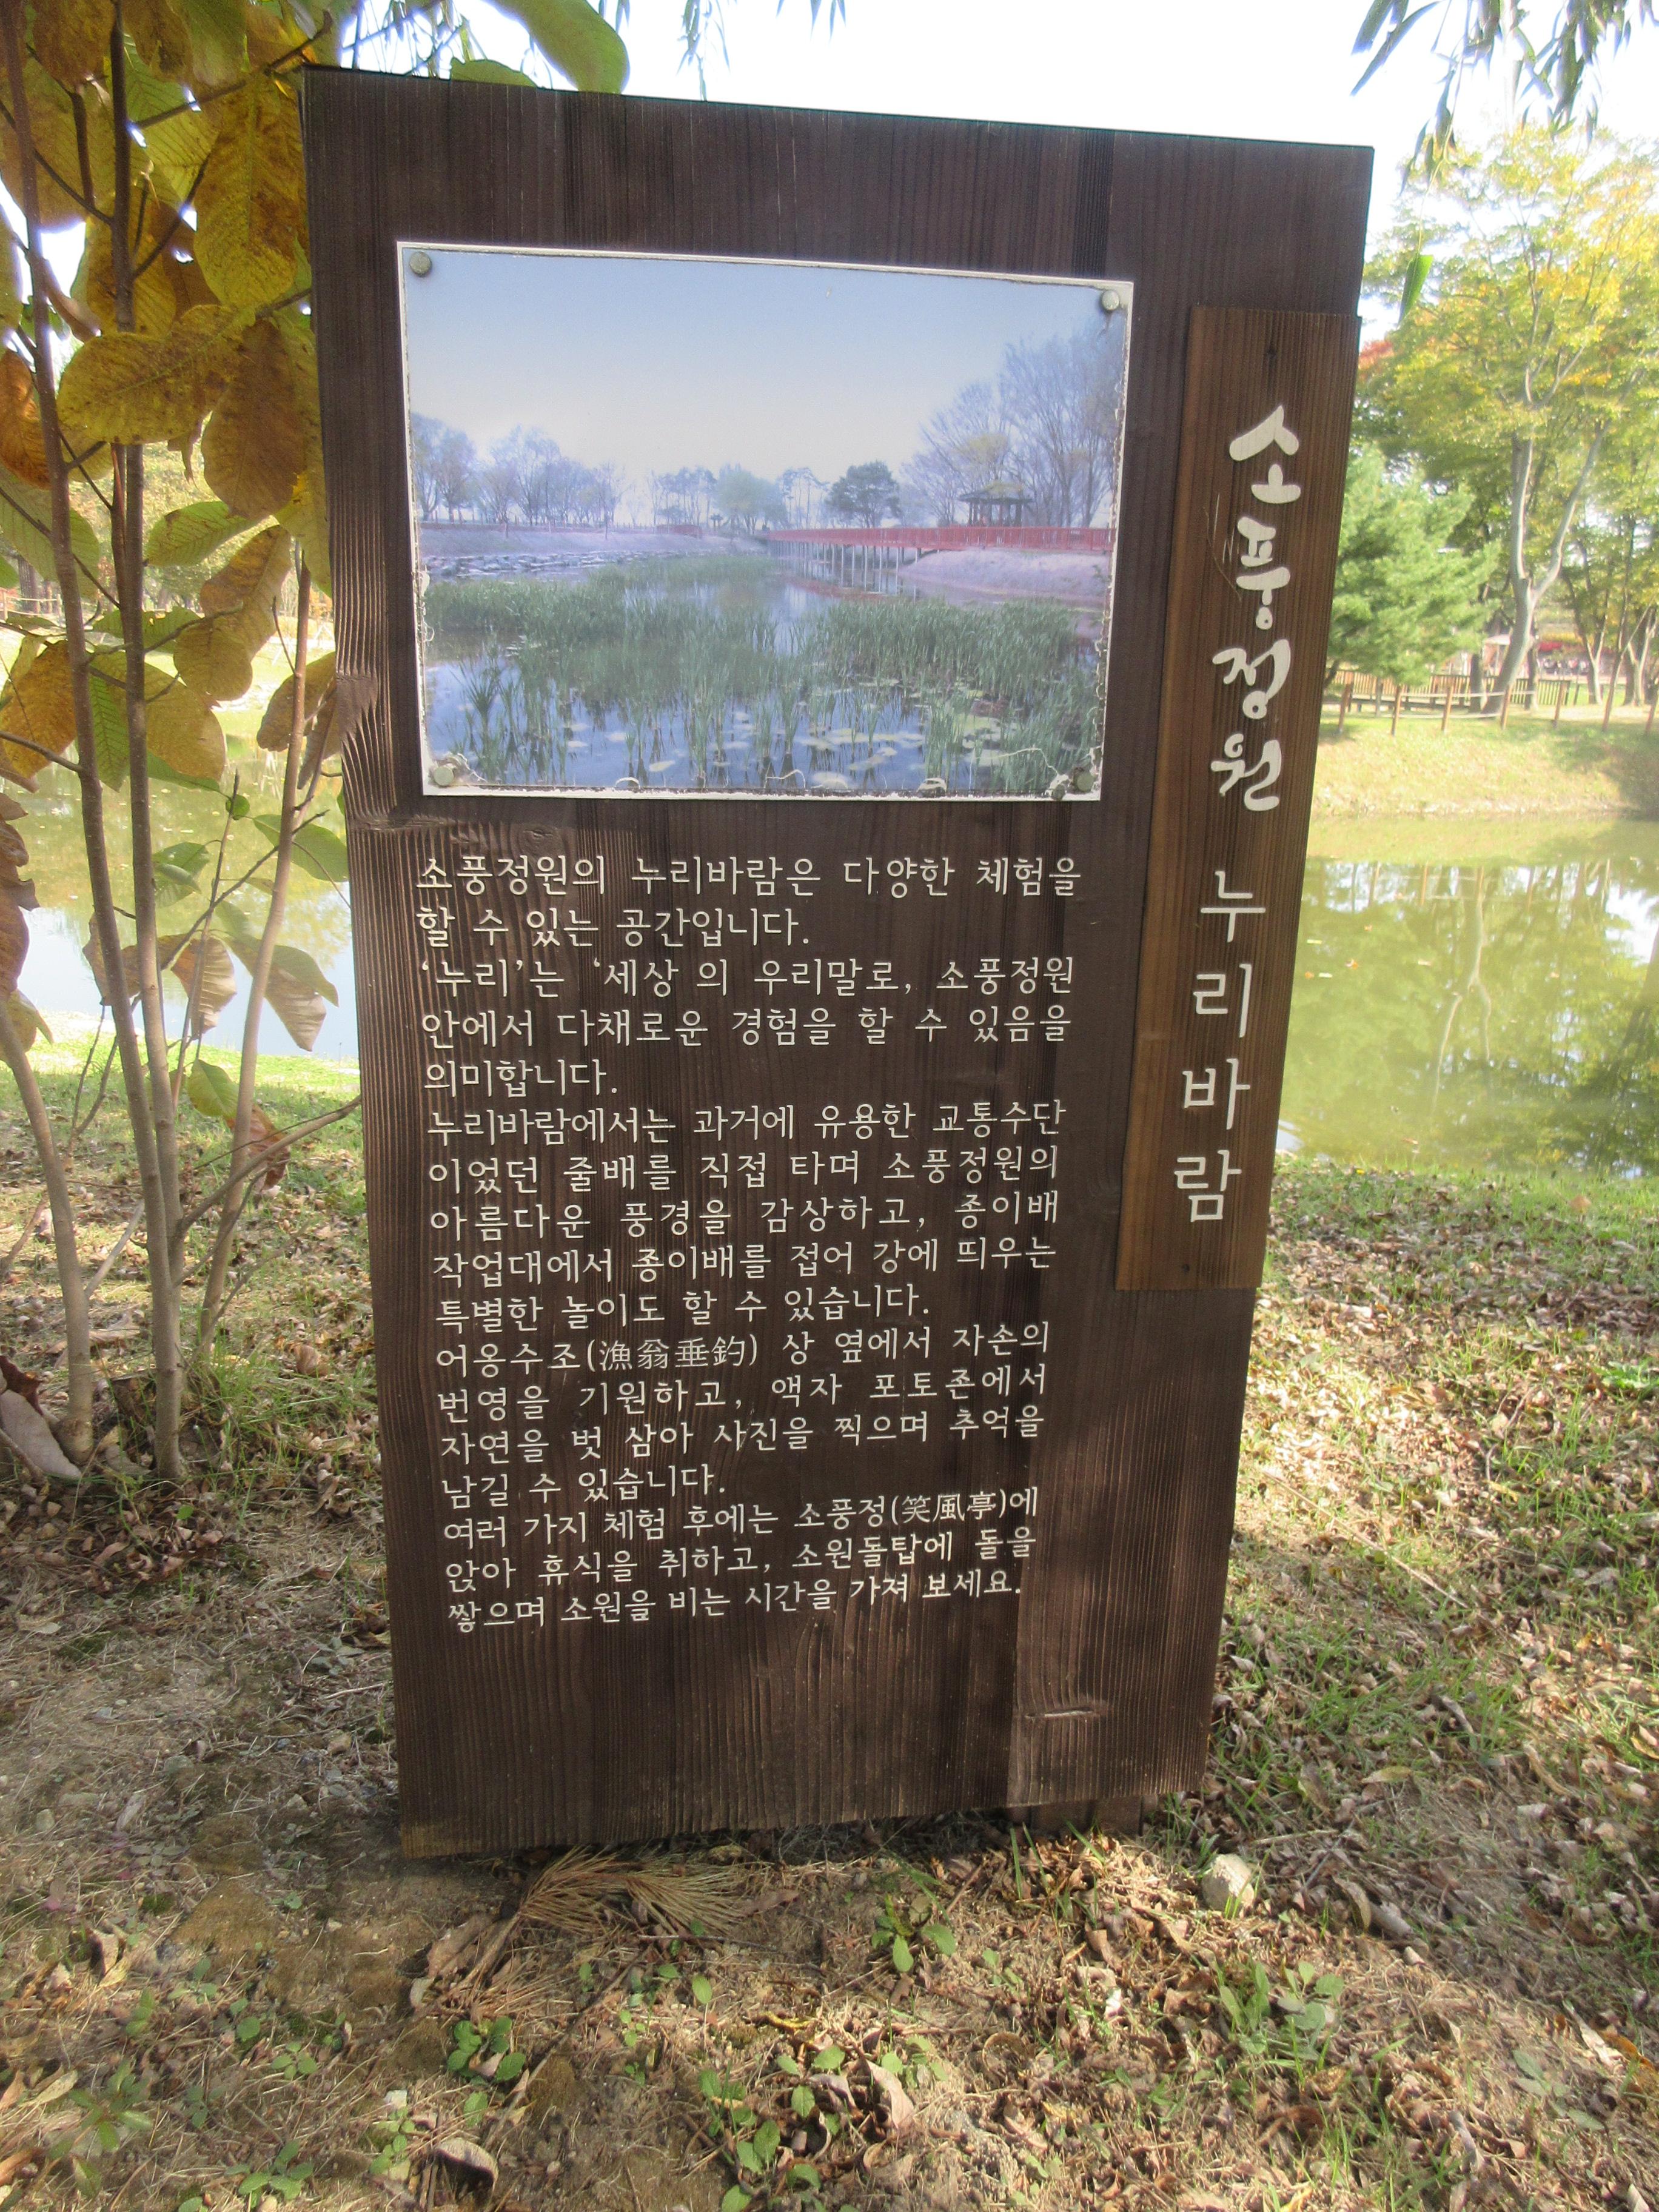 소풍정원 누리바람
소풍정원의 누리바람은 다양한 체험을
할 수 있는 공간입니다.
‘누리’는 ‘세상 의 우리말로, 소풍정원
안에서 다채로운 경험을 할 수 있음을
의미합니다.
누리바람에서는 과거에 유용한 교통수단
이었던 줄배를 직접 타며 소풍정원의
아름다운 풍경을 감상하고, 종이배
작업대에서 종이배를 접어 강에 띄우는
특별한 놀이도 할 수 있습니다.
어옹수조(漁翁垂釣) 상 옆에서 자손의
번영을 기원하고, 액자 포토존에서
자연을 벗 삼아 사진을 찍으며 추억을
남길 수 있습니다.
여러 가지 체험 후에는 소풍정(笑風亭)에
앉아 휴식을 취하고, 소원돌탑에 돌을
쌓으며 소원을 비는 시간을 가져 보세요.